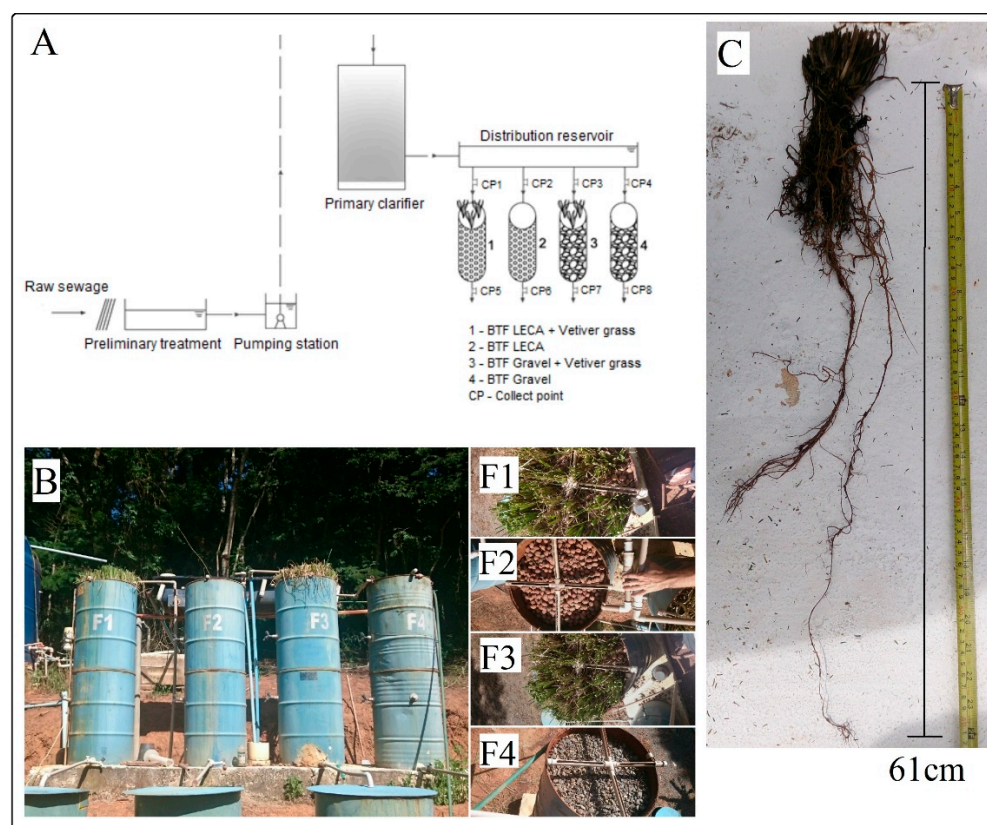 A
Distribution reservoir
CP1
CP2
CP3
CP4
Primary clarifier
1
2
3
4
CP5
CP6
CP7
CP8
Raw sewage
Preliminary treatment
Pumping station
1 - BTF LECA + Vetiver grass
2 - BTF LECA
3 - BTF Gravel + Vetiver grass
4 - BTF Gravel
CP - Collect point
B
F1
F2
F3
F4
F1
F2
F3
F4
C
61cm